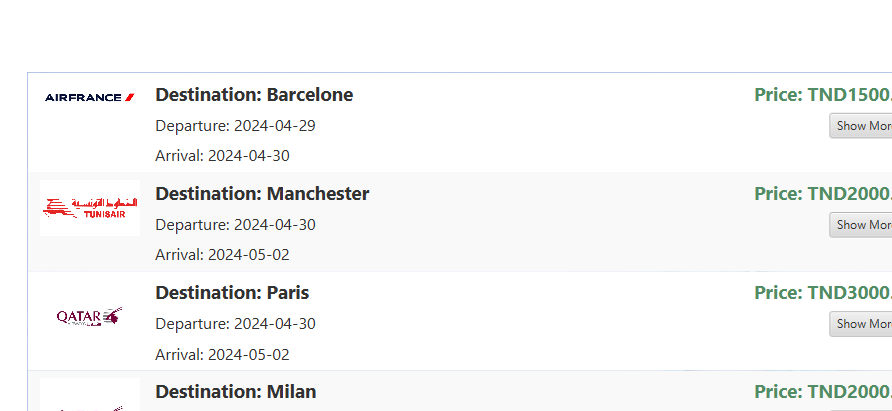 AIRFRANCE
Destination: Barcelone
Price: TND1500.
Departure: 2024-04-29
Show Mor
Arrival: 2024-04-30
الخطوط التونسية
TUNISAIR
Destination: Manchester
Price: TND2000.
Departure: 2024-04-30
Show Mor
Arrival: 2024-05-02
QATAR
Destination: Paris
Price: TND3000.
Departure: 2024-04-30
Show Mor
Arrival: 2024-05-02
Destination: Milan
Price: TND2000.